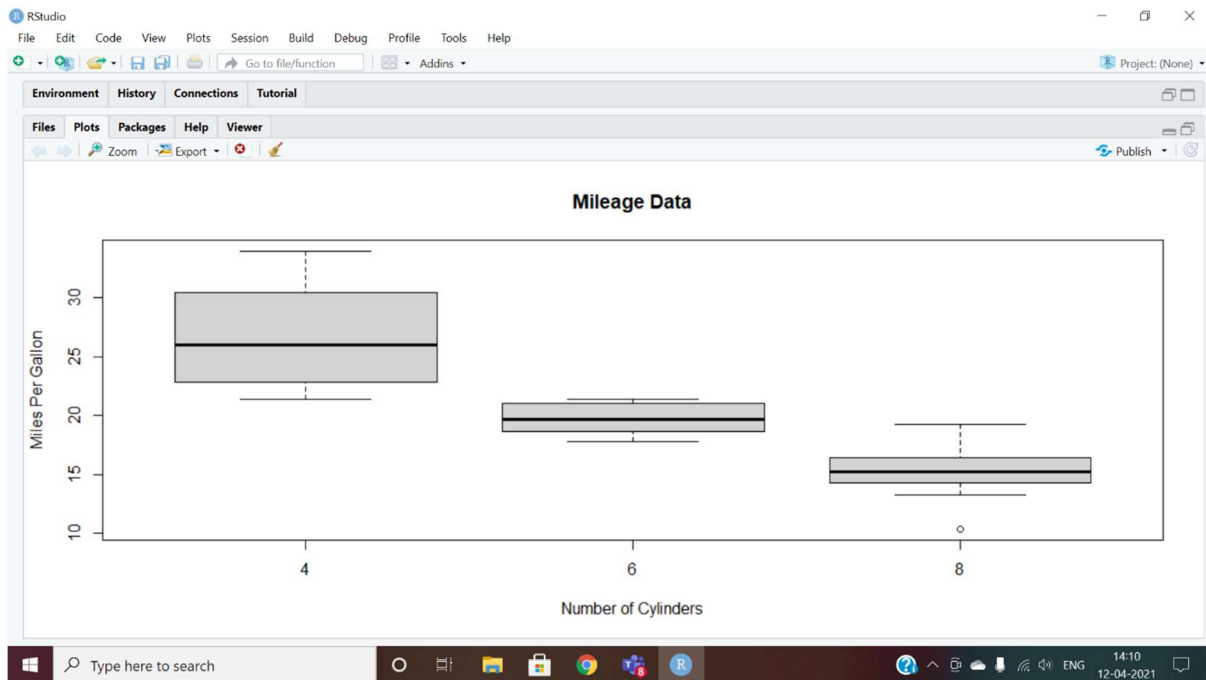 RStudio
File Edit Code View Plots Session Build Debug Profile Tools Help
Go to file/function Addins Project: (None)
Environment History Connections Tutorial
Files Plots Packages Help Viewer
Zoom Export Publish
Mileage Data
Miles Per Gallon
30
25
20
15
10
4 6 8
Number of Cylinders
Type here to search
8
R
ENG
14:10
12-04-2021